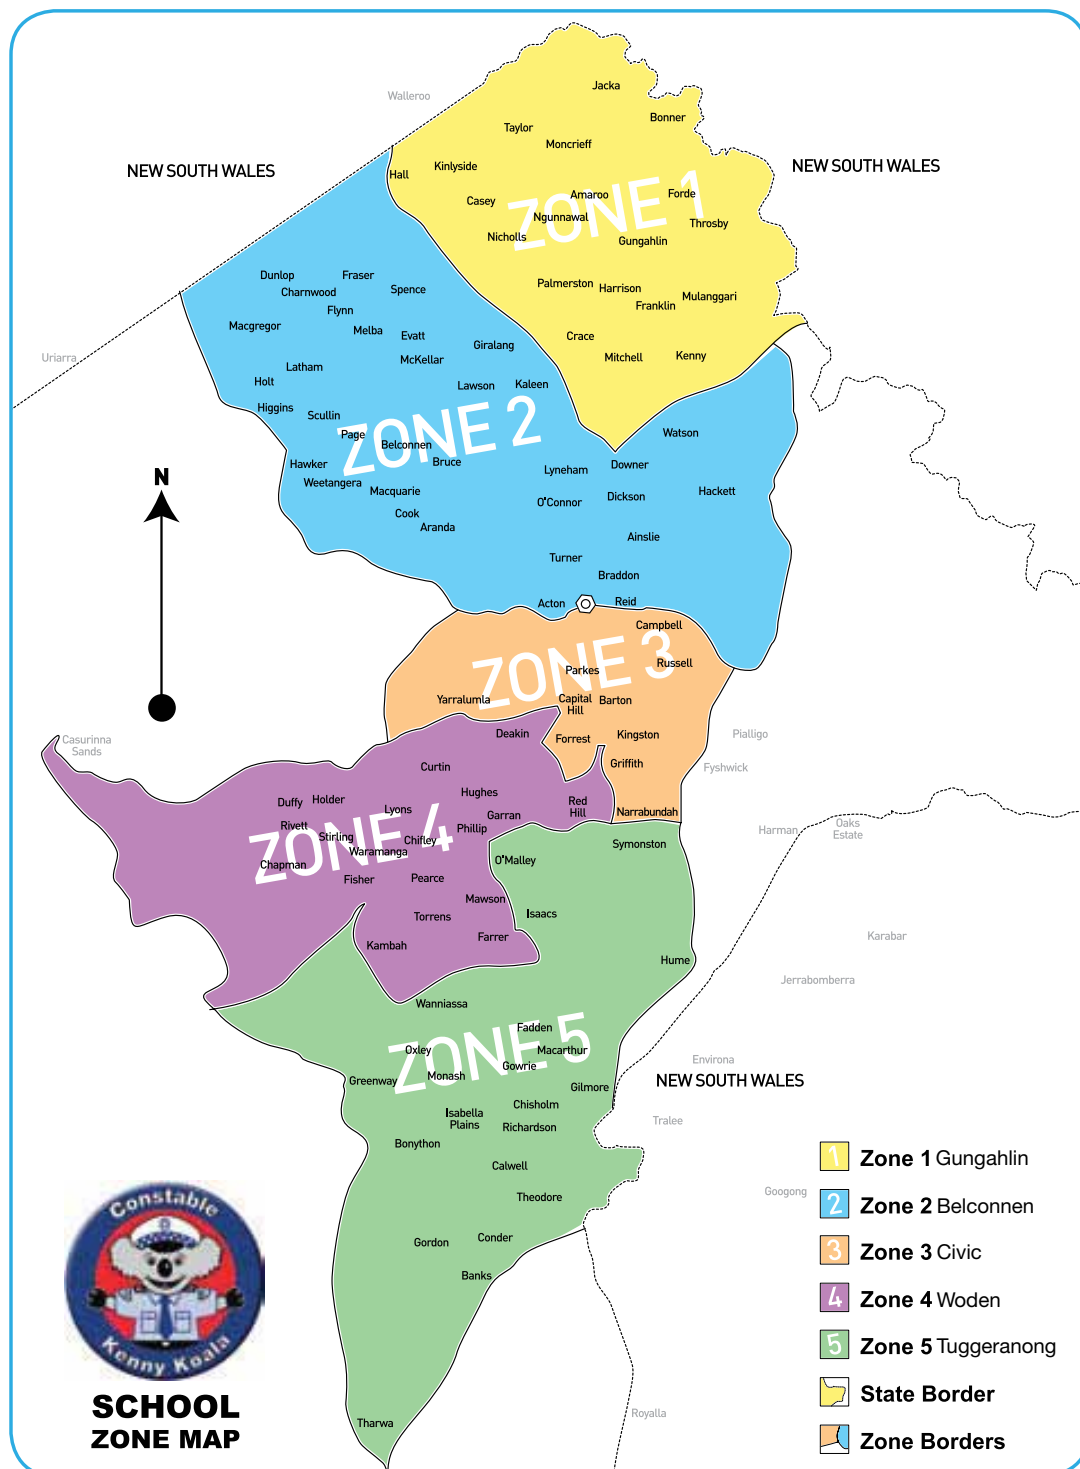 Jacka
Walleroo
Bonner
Taylor
Moncrieff
NEW SOUTH WALES
Kinlyside
Hall
NEW SOUTH WALES
Casey
Amaroo
Forde
ZONE 1
Ngunnawal
Throsby
Nicholls
Gungahlin
Dunlop
Fraser
Palmerston
Harrison
Charnwood
Spence
Mulanggari
Franklin
Flynn
Macgregor
Melba
Evatt
Crace
Giralang
Uriarra
McKellar
Mitchell
Kenny
Latham
Holt
Lawson
Kaleen
Higgins
Scullin
ZONE 2
Page
Belconnen
Watson
Hawker
Bruce
Lyneham
Downer
N
Weetangera
Macquarie
O'Connor
Dickson
Hackett
Cook
Aranda
Ainslie
Turner
Braddon
Acton
Reid
Campbell
ZONE 3
Russell
Parkes
Yarralumla
Capital
Hill
Barton
Deakin
Forrest
Kingston
Pialligo
Casurinna
Sands
Curtin
Griffith
Fyshwick
Duffy
Holder
Hughes
Red
Hill
Lyons
Garran
Narrabundah
Rivett
Stirling
Phillip
Harman
Oaks
Estate
ZONE 4
Chifley
Symonston
Waramanga
Chapman
O'Malley
Fisher
Pearce
Mawson
Torrens
Isaacs
Kambah
Farrer
Karabar
Hume
Jerrabomberra
Wanniassa
Fadden
ZONE 5
Oxley
Macarthur
Environa
Gowrie
Greenway
Monash
NEW SOUTH WALES
Gilmore
Chisholm
Isabella
Plains
Richardson
Tralee
Bonython
Calwell
Theodore
Googong
Gordon
Conder
Banks
Royalla
Tharwa
1 Zone 1 Gungahlin
2 Zone 2 Belconnen
3 Zone 3 Civic
4 Zone 4 Woden
5 Zone 5 Tuggeranong
State Border
Zone Borders
Constable
Kenny Koala
SCHOOL
ZONE MAP